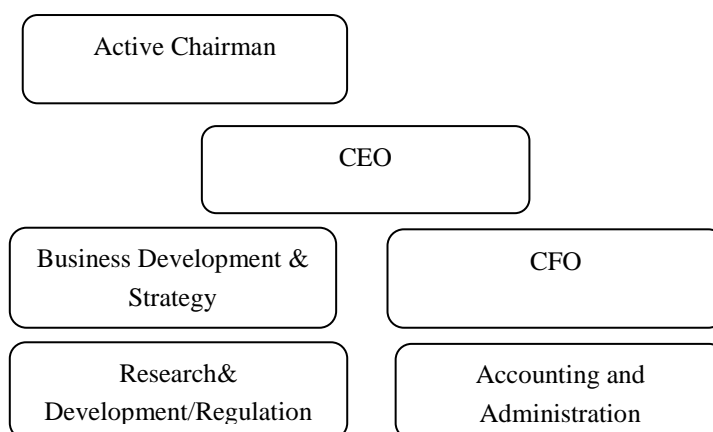 Active Chairman
CEO
Business Development &
Strategy
CFO
Research&
Development/Regulation
Accounting and
Administration